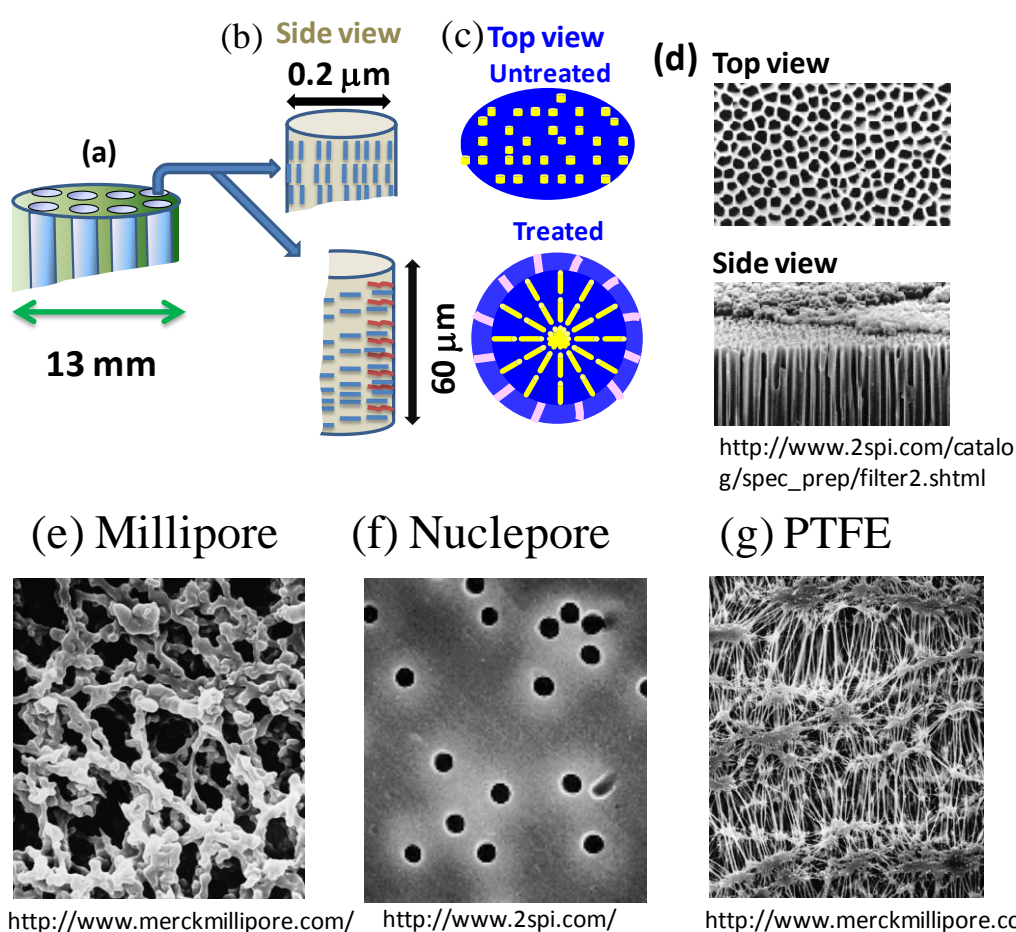 (b) Side view
0.2 μm
(c) Top view
Untreated
(d)
Top view
(a)
13 mm
60 μm
Treated
Side view
http://www.2spi.com/catalo
g/spec_prep/filter2.shtml
(e) Millipore
(f) Nuclepore
(g) PTFE
http://www.merckmillipore.com/
http://www.2spi.com/
http://www.merckmillipore.co